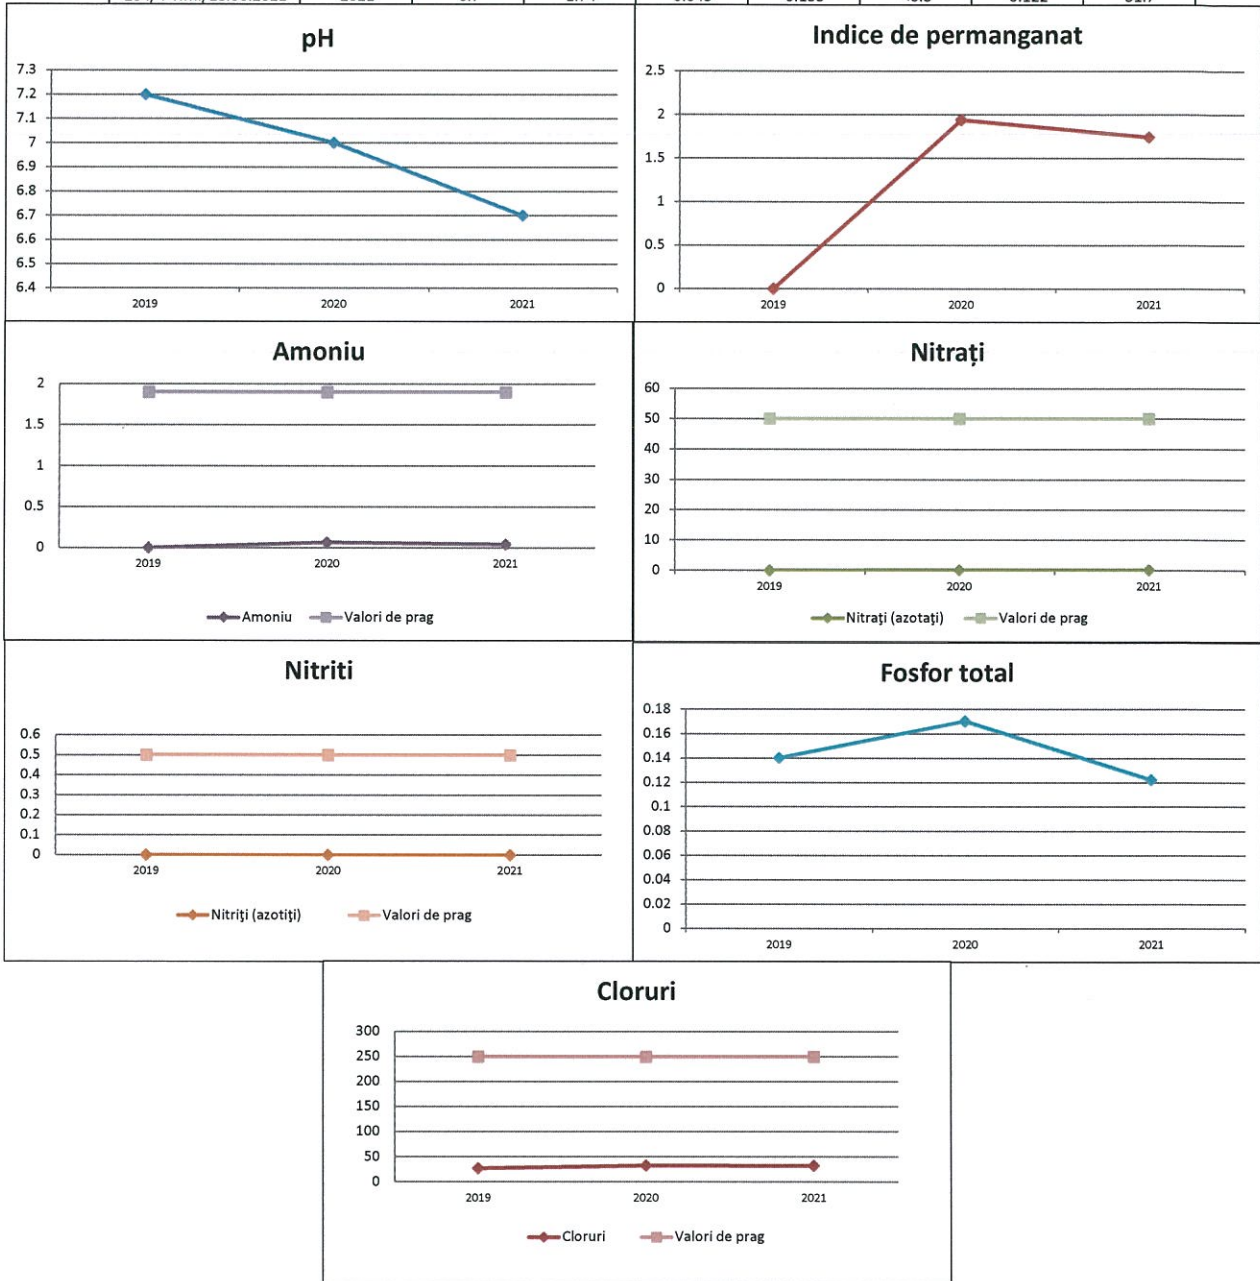 pH
7.3
7.2
7.1
7
6.9
6.8
6.7
6.6
6.5
6.4
2019 2020 2021
Indice de permanganat
2.5
2
1.5
1
0.5
0
2019 2020 2021
Amoniu
2
1.5
1
0.5
0
2019 2020 2021
Amoniu Valori de prag
Nitrați
60
50
40
30
20
10
0
2019 2020 2021
Nitrați (azotați) Valori de prag
Nitriti
0.6
0.5
0.4
0.3
0.2
0.1
0
2019 2020 2021
Nitriți (azotiți) Valori de prag
Fosfor total
0.18
0.16
0.14
0.12
0.1
0.08
0.06
0.04
0.02
0
2019 2020 2021
Cloruri
300
250
200
150
100
50
0
2019 2020 2021
Cloruri Valori de prag